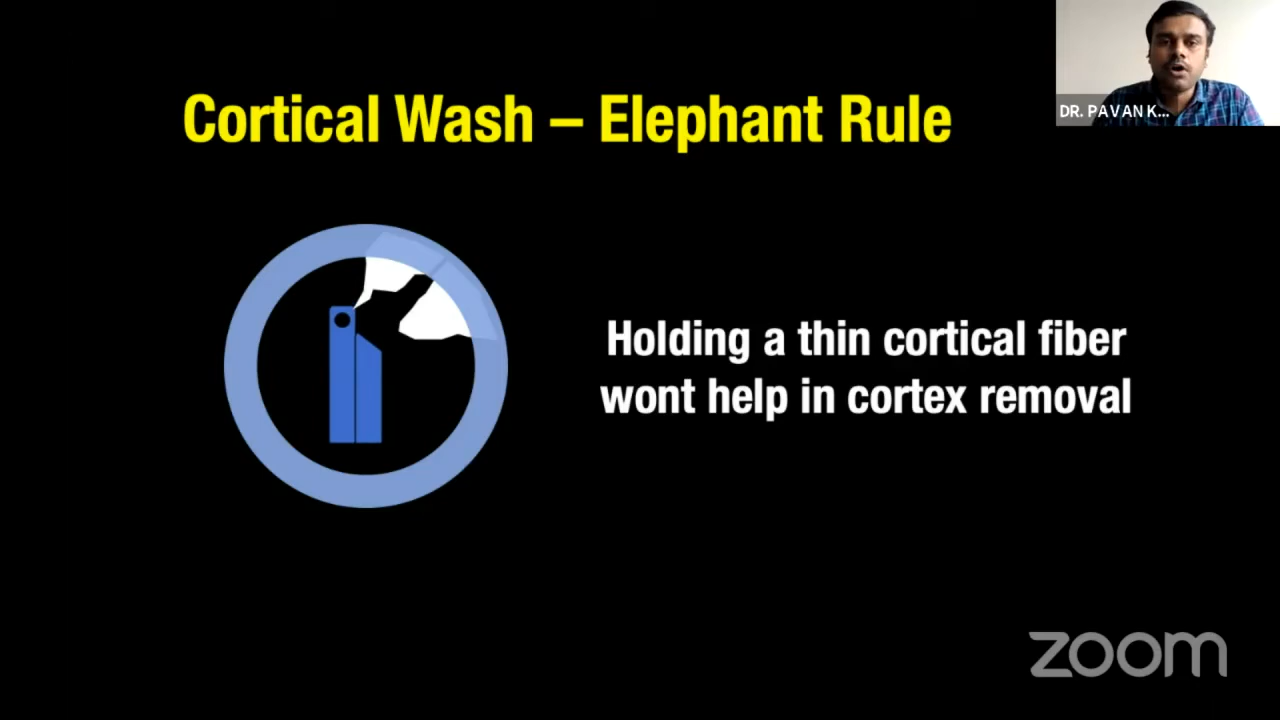 DR. PAVAN K...
Cortical Wash – Elephant Rule
Holding a thin cortical fiber
wont help in cortex removal
zoom